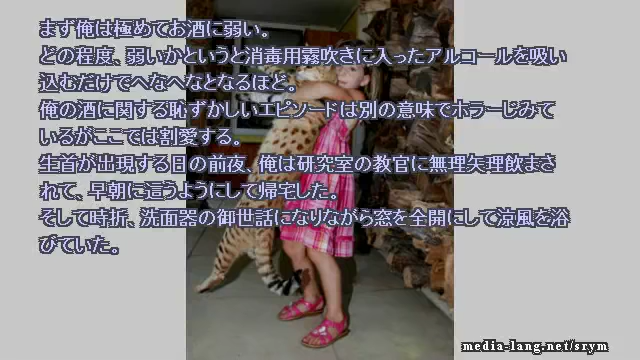 まず俺は極めてお酒に弱い。
どの程度、弱いかというと消毒用霧吹きに入ったアルコールを吸い
込むだけでへなへなとなるほど。
俺の酒に関する恥ずかしいエピソードは別の意味でホラーじみて
いるがここでは割愛する。
生首が出現する日の前夜、俺は研究室の教官に無理矢理飲まさ
れて、早朝に這うようにして帰宅した。
そして時折、洗面器の御世話になりながら窓を全開にして涼風を浴
びていた。
media-lang.net/srym